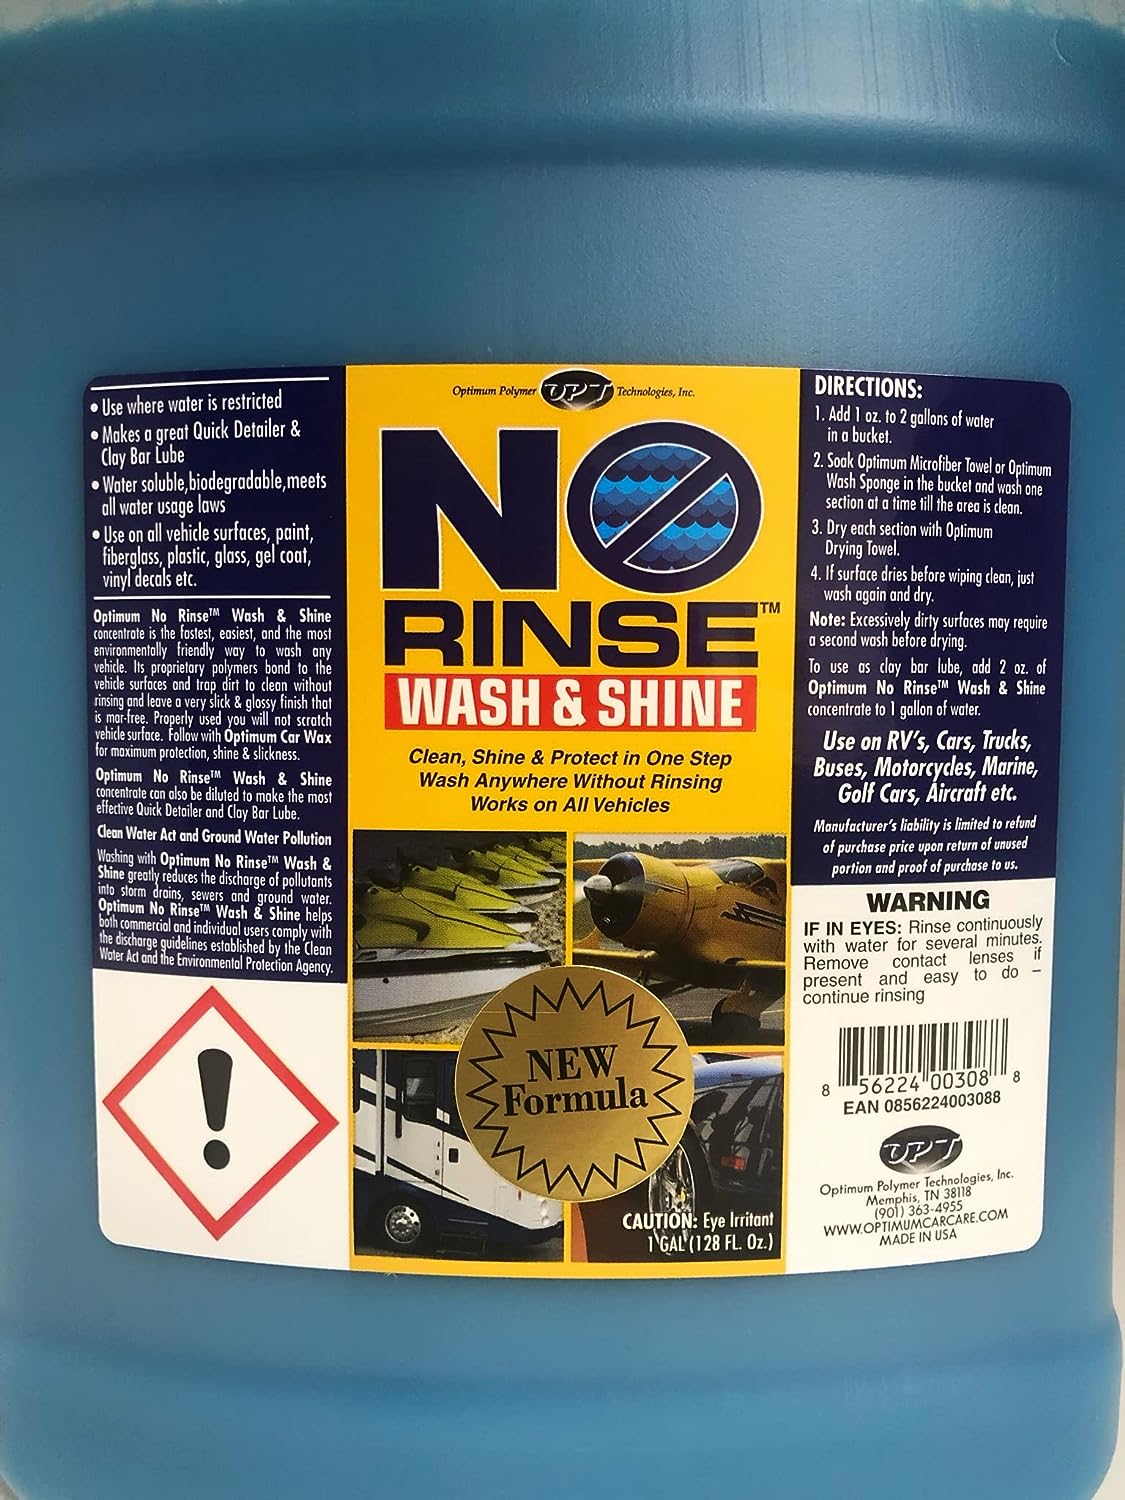 • Use where water is restricted
• Makes a great Quick Detailer &
Clay Bar Lube
• Water soluble,biodegradable,meets
all water usage laws
• Use on all vehicle surfaces, paint,
fiberglass, plastic, glass, gel coat,
vinyl decals etc.
Optimum No Rinse™ Wash & Shine
concentrate is the fastest, easiest, and the most
environmentally friendly way to wash any
vehicle. Its proprietary polymers bond to the
vehicle surfaces and trap dirt to clean without
rinsing and leave a very slick & glossy finish that
is mar-free. Properly used you will not scratch
vehicle surface. Follow with Optimum Car Wax
for maximum protection, shine & slickness.
Optimum No Rinse™ Wash & Shine
concentrate can also be diluted to make the most
effective Quick Detailer and Clay Bar Lube.
Clean Water Act and Ground Water Pollution
Washing with Optimum No Rinse™ Wash &
Shine greatly reduces the discharge of pollutants
into storm drains, sewers and ground water.
Optimum No Rinse™ Wash & Shine helps
both commercial and individual users comply with
the discharge guidelines established by the Clean
Water Act and the Environmental Protection Agency.
Optimum Polymer OPT Technologies, Inc.
NO
RINSE™
WASH & SHINE
Clean, Shine & Protect in One Step
Wash Anywhere Without Rinsing
Works on All Vehicles
NEW
Formula
CAUTION: Eye Irritant
1 GAL (128 FL. Oz.)
DIRECTIONS:
1. Add 1 oz. to 2 gallons of water
in a bucket.
2. Soak Optimum Microfiber Towel or Optimum
Wash Sponge in the bucket and wash one
section at a time till the area is clean.
3. Dry each section with Optimum
Drying Towel.
4. If surface dries before wiping clean, just
wash again and dry.
Note: Excessively dirty surfaces may require
a second wash before drying.
To use as clay bar lube, add 2 oz. of
Optimum No Rinse™ Wash & Shine
concentrate to 1 gallon of water.
Use on RV's, Cars, Trucks,
Buses, Motorcycles, Marine,
Golf Cars, Aircraft etc.
Manufacturer's liability is limited to refund
of purchase price upon return of unused
portion and proof of purchase to us.
WARNING
IF IN EYES: Rinse continuously
with water for several minutes.
Remove contact lenses if
present and easy to do –
continue rinsing
8 56224 00308 8
EAN 0856224003088
OPT
Optimum Polymer Technologies, Inc.
Memphis, TN 38118
(901) 363-4955
WWW.OPTIMUMCARCARE.COM
MADE IN USA